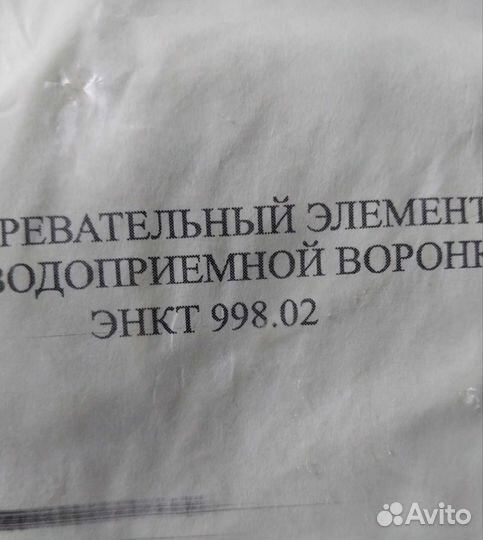 РЕВАТЕЛЬНЫЙ ЭЛЕМЕНТ
ВОДОПРИЕМНОЙ ВОРОНК
ЭНКТ 998.02
Avito